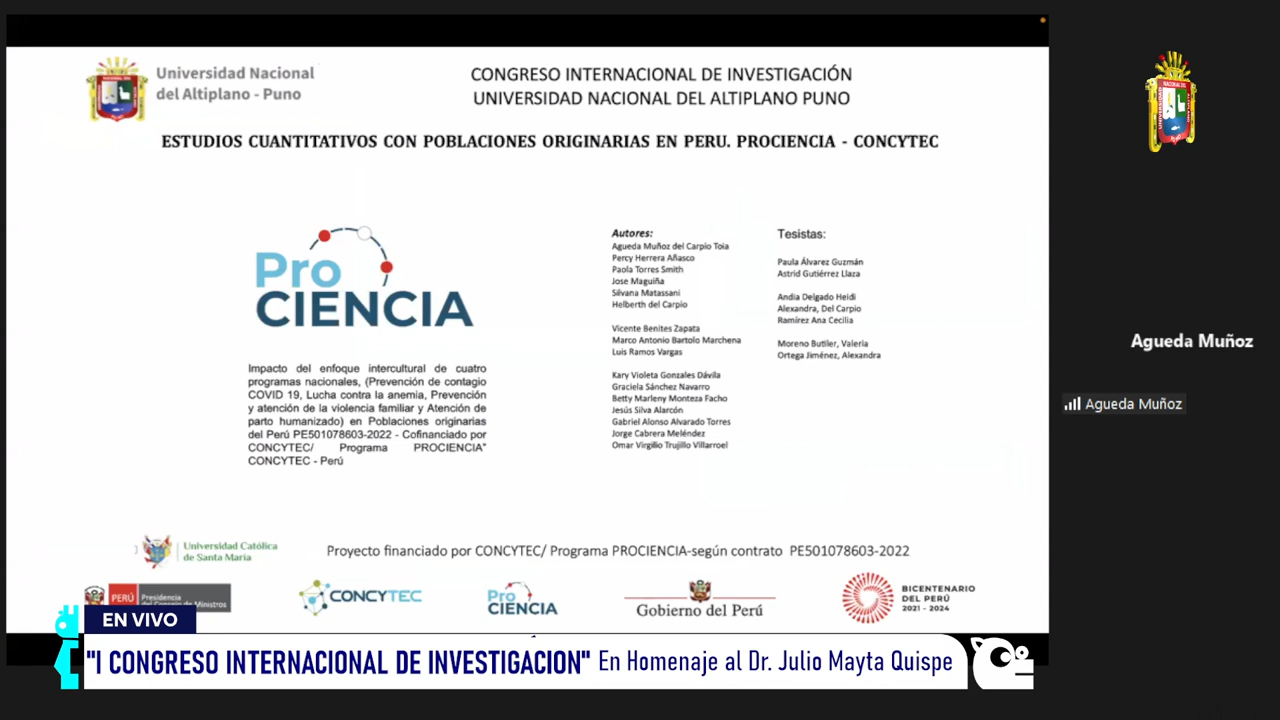 Universidad Nacional
del Altiplano - Puno
CONGRESO INTERNACIONAL DE INVESTIGACIÓN
UNIVERSIDAD NACIONAL DEL ALTIPLANO PUNO
ESTUDIOS CUANTITATIVOS CON POBLACIONES ORIGINARIAS EN PERU. PROCIENCIA - CONCYTEC
Pro
CIENCIA
Impacto del enfoque intercultural de cuatro
programas nacionales, (Prevención de contagio
COVID 19, Lucha contra la anemia, Prevención
y atención de la violencia familiar y Atención de
parto humanizado) en Poblaciones originarias
del Perú PE501078603-2022 - Cofinanciado por
CONCYTEC/ Programa PROCIENCIA"
CONCYTEC - Perú
Autores:
Agueda Muñoz del Carpio Toia
Percy Herrera Añasco
Paola Torres Smith
Jose Maguiña
Silvana Matassani
Helberth del Carpio
Vicente Benites Zapata
Marco Antonio Bartolo Marchena
Luis Ramos Vargas
Kary Violeta Gonzales Dávila
Graciela Sánchez Navarro
Betty Marleny Monteza Facho
Jesús Silva Alarcón
Gabriel Alonso Alvarado Torres
Jorge Cabrera Meléndez
Omar Virgilio Trujillo Villarroel
Tesistas:
Paula Álvarez Guzmán
Astrid Gutiérrez Llaza
Andia Delgado Heidi
Alexandra, Del Carpio
Ramírez Ana Cecilia
Moreno Butiler, Valeria
Ortega Jiménez, Alexandra
Universidad Católica
de Santa María
Proyecto financiado por CONCYTEC/ Programa PROCIENCIA-según contrato PE501078603-2022
PERÚ
Presidencia
del Consejo de Ministros
CONCYTEC
Pro
CIENCIA
Gobierno del Perú
BICENTENARIO
DEL PERÚ
2021 - 2024
Agueda Muñoz
Agueda Muñoz
EN VIVO
"I CONGRESO INTERNACIONAL DE INVESTIGACION" En Homenaje al Dr. Julio Mayta Quispe